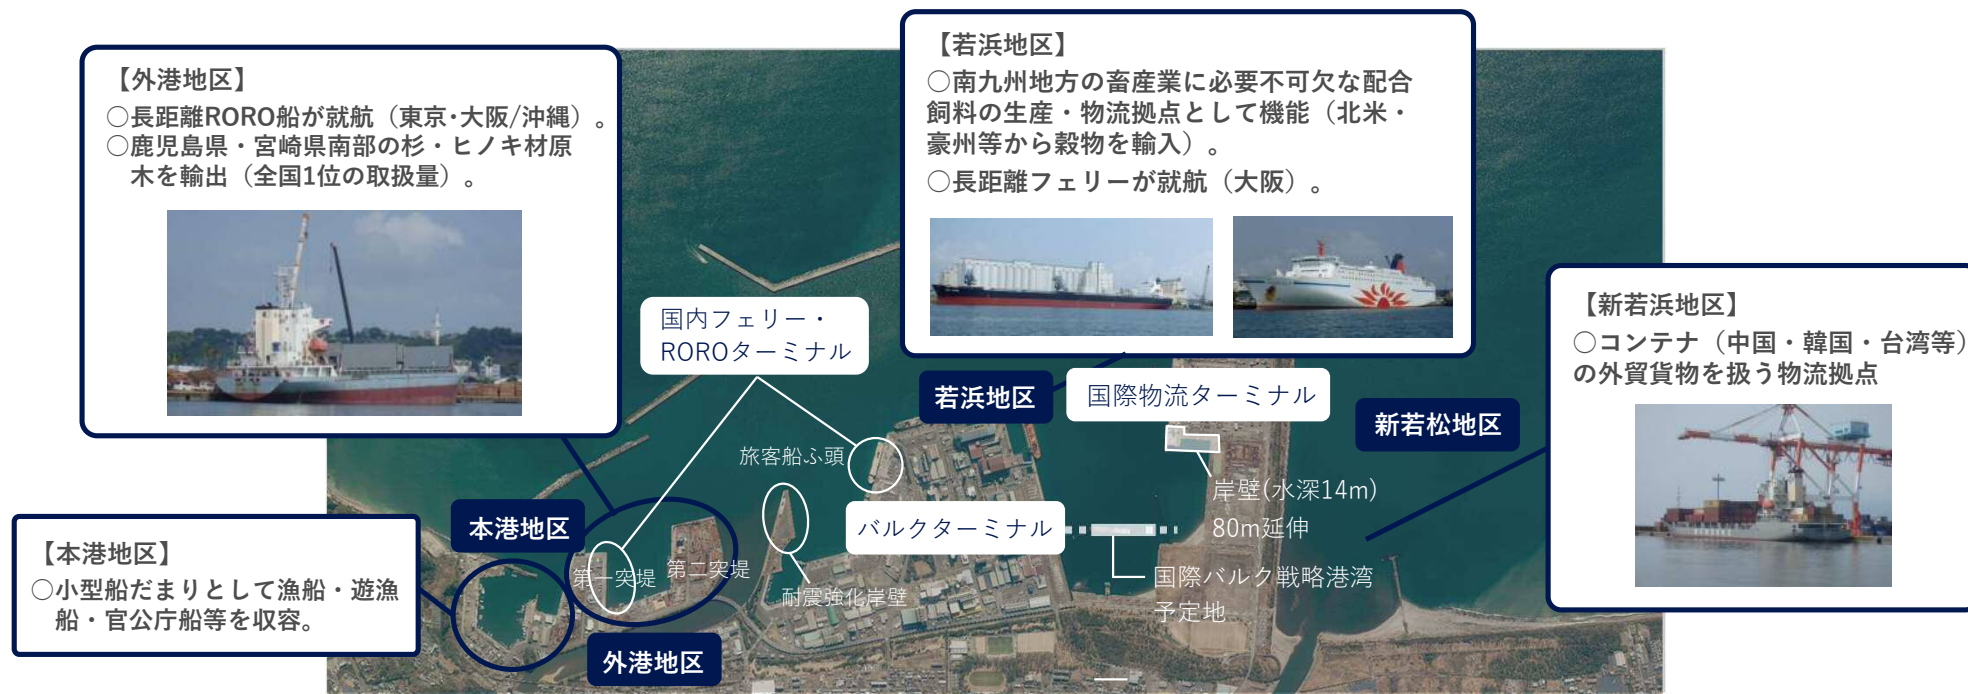 【外港地区】
○長距離RORO船が就航（東京･大阪/沖縄）。
○鹿児島県・宮崎県南部の杉・ヒノキ材原
木を輸出（全国1位の取扱量）。
【若浜地区】
○南九州地方の畜産業に必要不可欠な配合
飼料の生産・物流拠点として機能（北米・
豪州等から穀物を輸入）。
○長距離フェリーが就航（大阪）。
【新若浜地区】
○コンテナ（中国・韓国・台湾等）
の外貿貨物を扱う物流拠点
【本港地区】
○小型船だまりとして漁船・遊漁
船・官公庁船等を収容。
国内フェリー・
ROROターミナル
若浜地区
国際物流ターミナル
新若松地区
旅客船ふ頭
岸壁(水深14m)
80m延伸
本港地区
バルクターミナル
第一突堤
第二突堤
耐震強化岸壁
国際バルク戦略港湾
予定地
外港地区